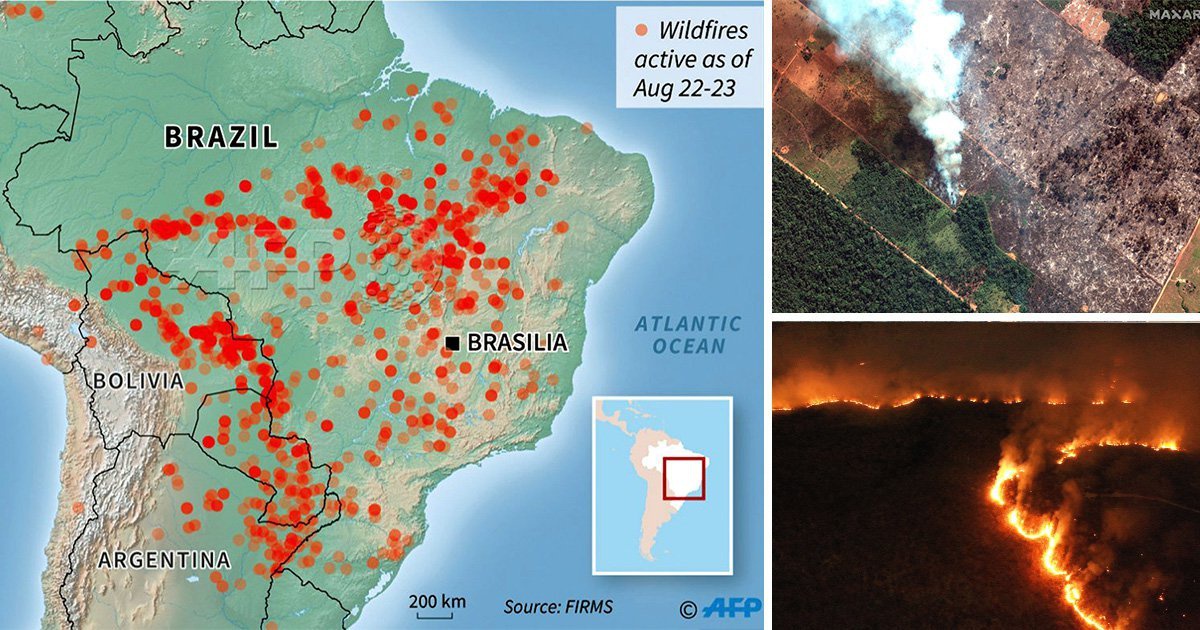 Wildfires
active as of
Aug 22-23
MAXAR
BRAZIL
AFP
BRASILIA
ATLANTIC
OCEAN
BOLIVIA
ARGENTINA
200 km
Source: FIRMS
© AFP